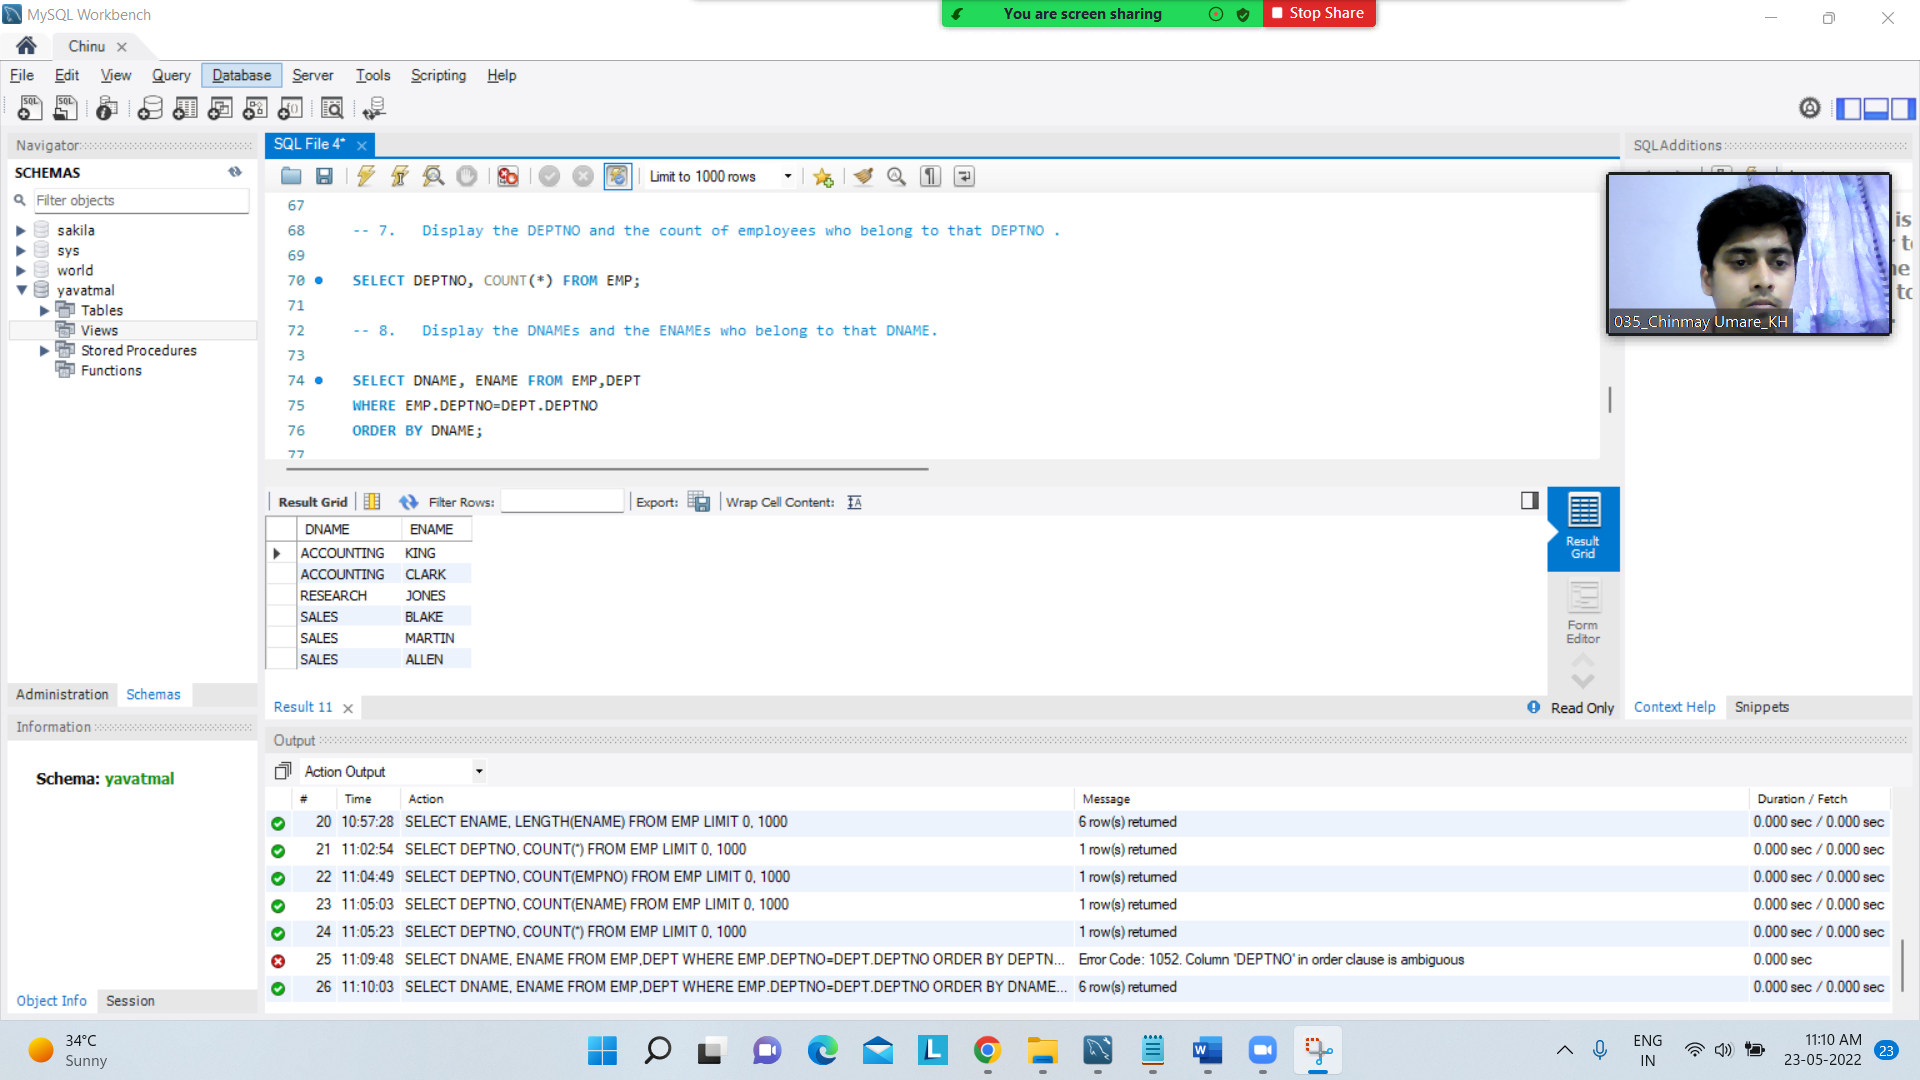 MySQL Workbench
You are screen sharing
Stop Share
Chinu
File Edit View Query Database Server Tools Scripting Help
Navigator
SCHEMAS
Filter objects
sakila
sys
world
yavatmal
Tables
Views
Stored Procedures
Functions
Administration Schemas
Information
Schema: yavatmal
Object Info Session
SQL File 4*
Limit to 1000 rows
67
68 -- 7. Display the DEPTNO and the count of employees who belong to that DEPTNO .
69
70 SELECT DEPTNO, COUNT(*) FROM EMP;
71
72 -- 8. Display the DNAMEs and the ENAMEs who belong to that DNAME.
73
74 SELECT DNAME, ENAME FROM EMP,DEPT
75 WHERE EMP.DEPTNO=DEPT.DEPTNO
76 ORDER BY DNAME;
77
Result Grid Filter Rows: Export: Wrap Cell Content:
DNAME ENAME
ACCOUNTING KING
ACCOUNTING CLARK
RESEARCH JONES
SALES BLAKE
SALES MARTIN
SALES ALLEN
Result Grid
Form Editor
Result 11
Read Only
SQLAdditions
035_Chinmay Umare_KH
Context Help Snippets
Output
Action Output
# Time Action Message Duration / Fetch
20 10:57:28 SELECT ENAME, LENGTH(ENAME) FROM EMP LIMIT 0, 1000 6 row(s) returned 0.000 sec / 0.000 sec
21 11:02:54 SELECT DEPTNO, COUNT(*) FROM EMP LIMIT 0, 1000 1 row(s) returned 0.000 sec / 0.000 sec
22 11:04:49 SELECT DEPTNO, COUNT(EMPNO) FROM EMP LIMIT 0, 1000 1 row(s) returned 0.000 sec / 0.000 sec
23 11:05:03 SELECT DEPTNO, COUNT(ENAME) FROM EMP LIMIT 0, 1000 1 row(s) returned 0.000 sec / 0.000 sec
24 11:05:23 SELECT DEPTNO, COUNT(*) FROM EMP LIMIT 0, 1000 1 row(s) returned 0.000 sec / 0.000 sec
25 11:09:48 SELECT DNAME, ENAME FROM EMP,DEPT WHERE EMP.DEPTNO=DEPT.DEPTNO ORDER BY DEPTN... Error Code: 1052. Column 'DEPTNO' in order clause is ambiguous 0.000 sec
26 11:10:03 SELECT DNAME, ENAME FROM EMP,DEPT WHERE EMP.DEPTNO=DEPT.DEPTNO ORDER BY DNAME... 6 row(s) returned 0.000 sec / 0.000 sec
34°C
Sunny
ENG
IN
11:10 AM
23-05-2022
23